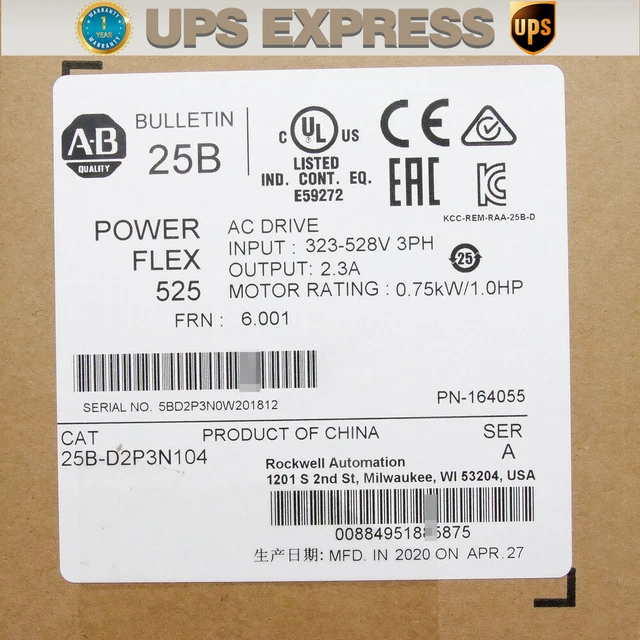 WARRANTY
1 YEAR
WARRANTY
UPS EXPRESS
ups
A-B
QUALITY
BULLETIN
25B
C UL US
LISTED
IND. CONT. EQ.
E59272
CE
EAC
KCC-REM-RAA-25B-D
POWER
FLEX
525
AC DRIVE
INPUT : 323-528V 3PH
OUTPUT: 2.3A
MOTOR RATING : 0.75kW/1.0HP
25
FRN : 6.001
SERIAL NO. 5BD2P3N0W201812
PN-164055
CAT
25B-D2P3N104
PRODUCT OF CHINA
SER
A
Rockwell Automation
1201 S 2nd St, Milwaukee, WI 53204, USA
生产日期: MFD. IN 2020 ON APR.27